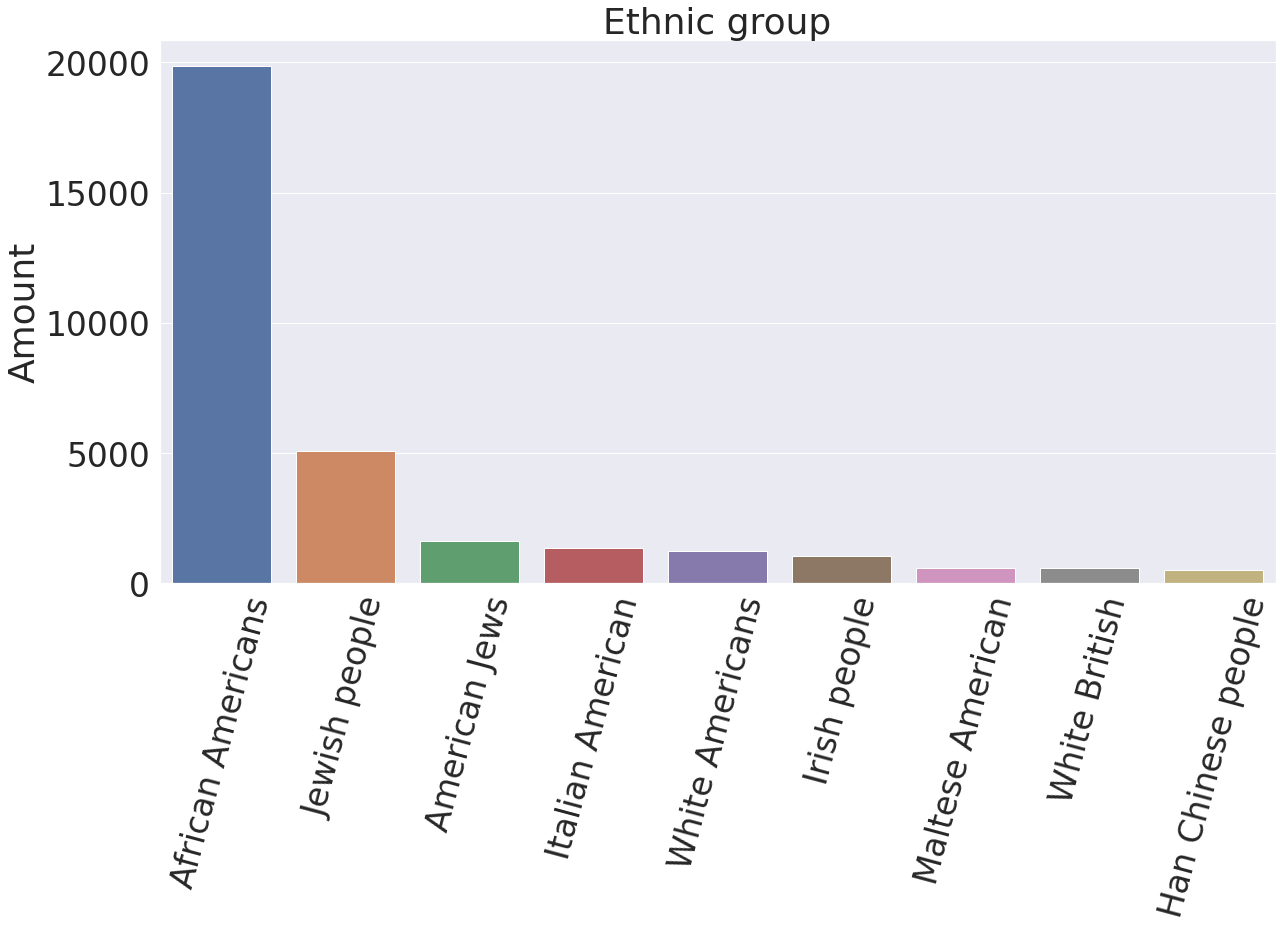 Ethnic group
20000
15000
10000
5000
0
Amount
African Americans
Jewish people
American Jews
Italian American
White Americans
Irish people
Maltese American
White British
Han Chinese people